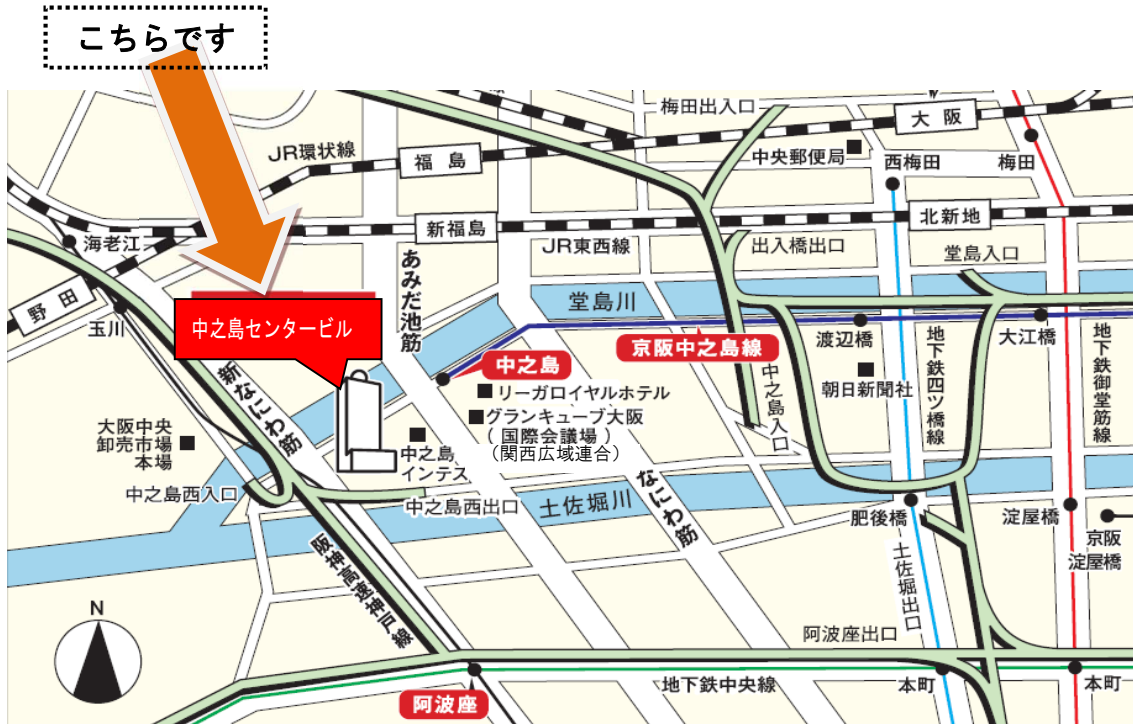 こちらです
梅田出入口
大阪
JR環状線
福島
中央郵便局
西梅田
梅田
海老江
新福島
北新地
JR東西線
出入橋出口
堂島入口
あみだ池筋
野田
玉川
堂島川
中之島センタービル
中之島
京阪中之島線
渡辺橋
大江橋
地下鉄四ツ橋線
地下鉄御堂筋線
新なにわ筋
リーガロイヤルホテル
中之島入口
朝日新聞社
グランキューブ大阪
(国際会議場)
(関西広域連合)
大阪中央
卸売市場
本場
中之島
インテス
中之島西入口
中之島西出口
土佐堀川
なにわ筋
肥後橋
淀屋橋
京阪
淀屋橋
阪神高速神戸線
土佐堀出口
N
阿波座出口
地下鉄中央線
本町
本町
阿波座